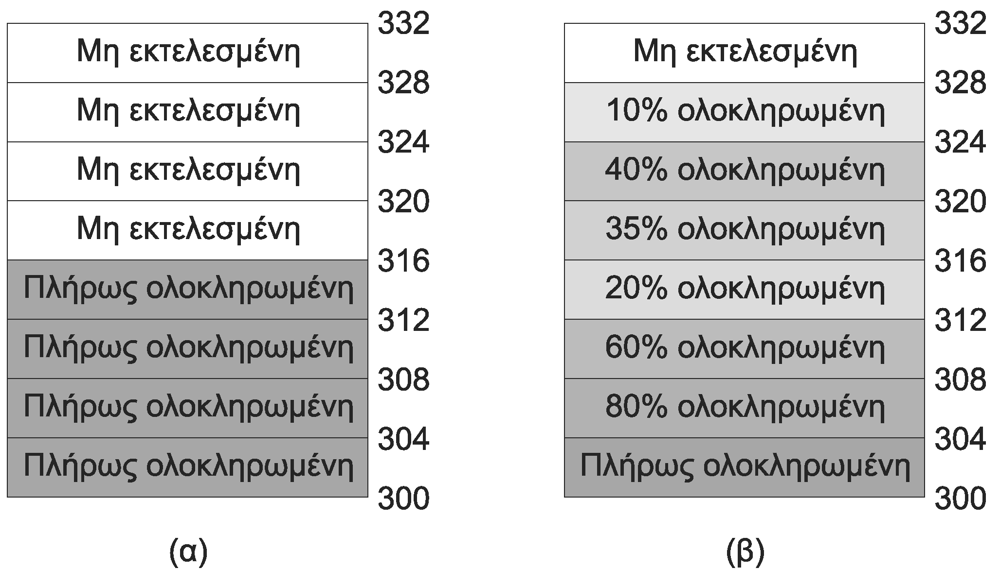 332
Μη εκτελεσμένη
328
Μη εκτελεσμένη
324
Μη εκτελεσμένη
320
Μη εκτελεσμένη
316
Πλήρως ολοκληρωμένη
312
Πλήρως ολοκληρωμένη
308
Πλήρως ολοκληρωμένη
304
Πλήρως ολοκληρωμένη
300
(α)
332
Μη εκτελεσμένη
328
10% ολοκληρωμένη
324
40% ολοκληρωμένη
320
35% ολοκληρωμένη
316
20% ολοκληρωμένη
312
60% ολοκληρωμένη
308
80% ολοκληρωμένη
304
Πλήρως ολοκληρωμένη
300
(β)